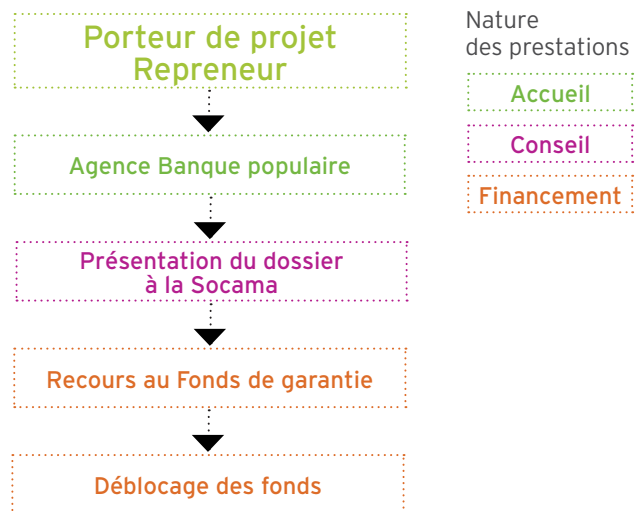 Porteur de projet
Repreneur
Agence Banque populaire
Présentation du dossier
à la Socama
Recours au Fonds de garantie
Déblocage des fonds
Nature
des prestations
Accueil
Conseil
Financement